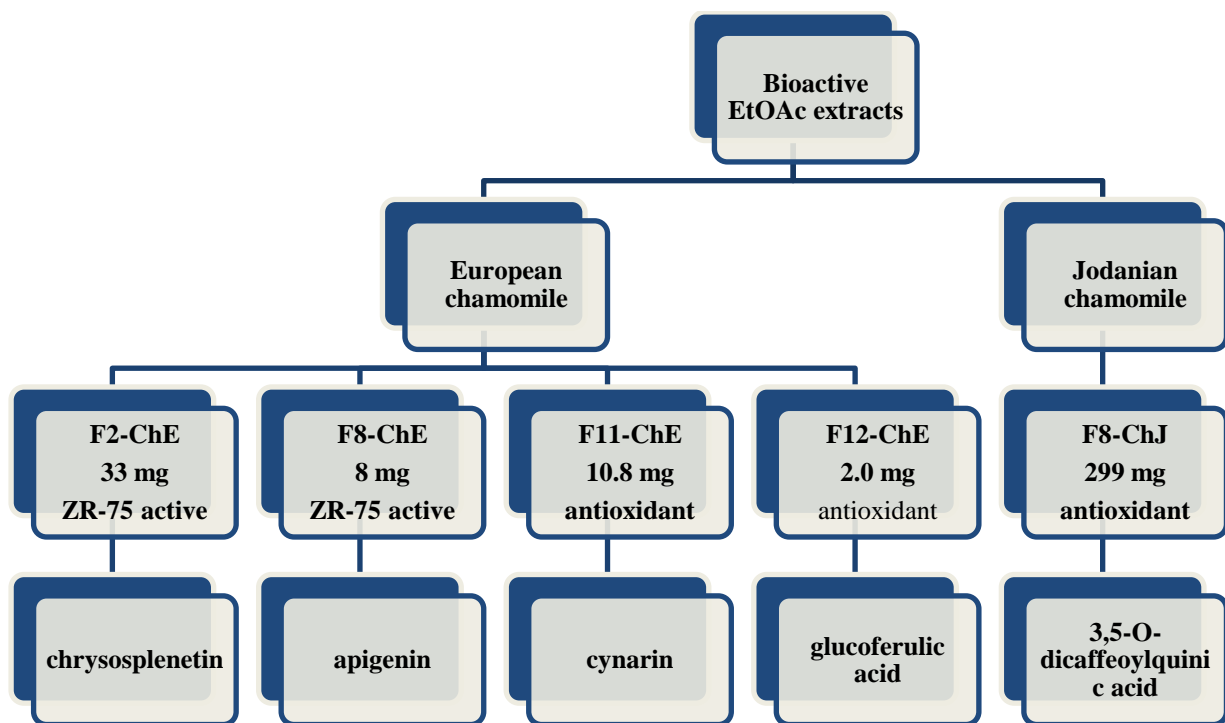 Bioactive
EtOAc extracts
European
chamomile
Jodanian
chamomile
F2-ChE
33 mg
ZR-75 active
F8-ChE
8 mg
ZR-75 active
F11-ChE
10.8 mg
antioxidant
F12-ChE
2.0 mg
antioxidant
F8-ChJ
299 mg
antioxidant
chrysosplenetin
apigenin
cynarin
glucoferulic
acid
3,5-O-
dicaffeoylquini
c acid